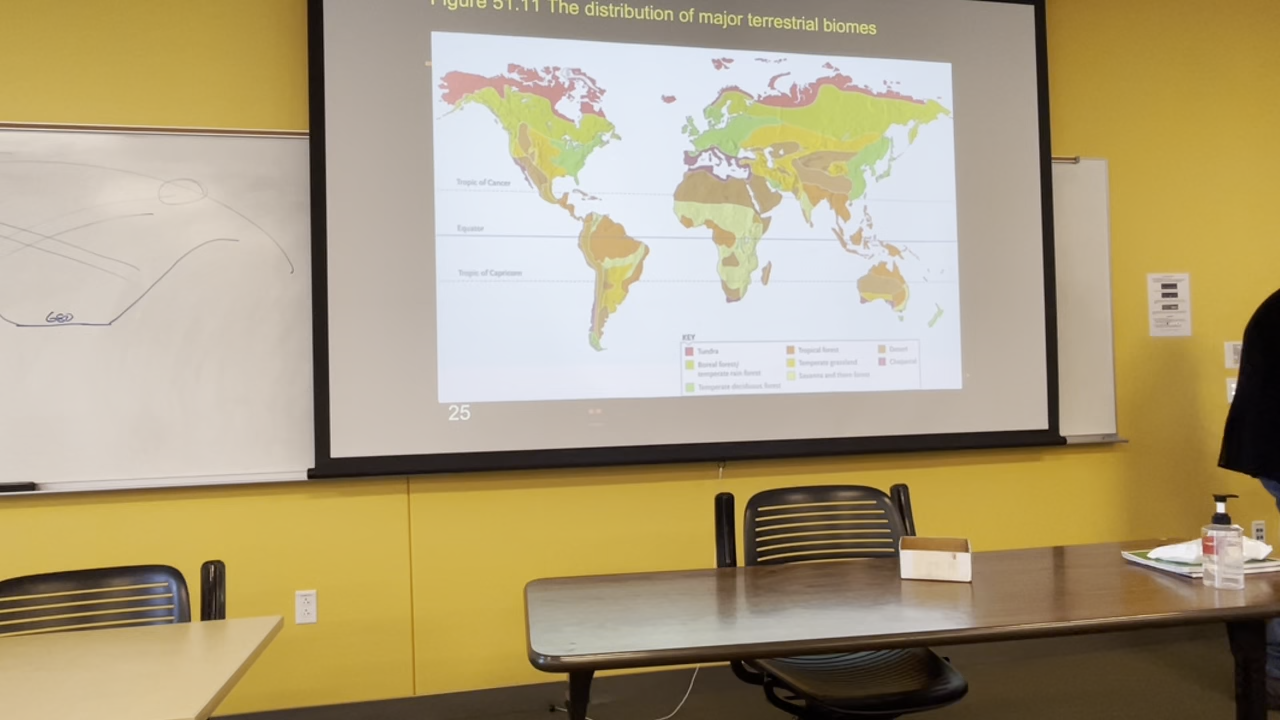 Figure 51.11 The distribution of major terrestrial biomes
Tropic of Cancer
Equator
Tropic of Capricorn
KEY
Tundra
Boreal forest/
temperate rain forest
Temperate deciduous forest
Tropical forest
Temperate grassland
Savanna and thorn forest
Desert
Chaparral
25